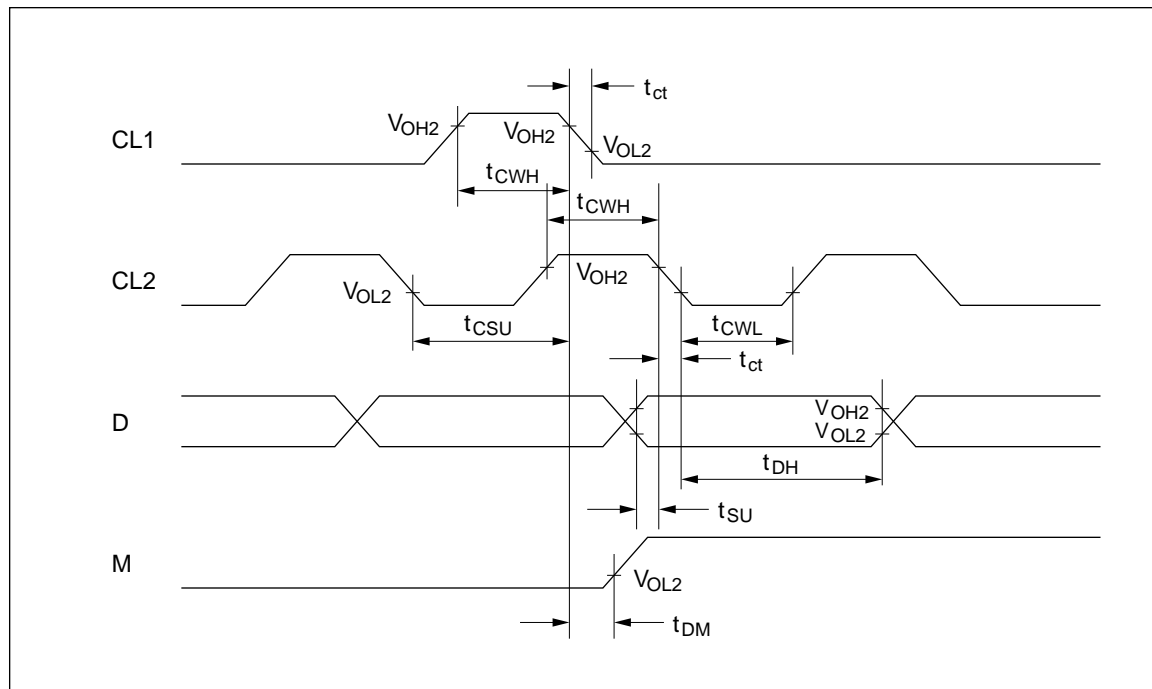 t_ct
CL1
V_OH2
V_OH2
V_OL2
t_CWH
t_CWH
CL2
V_OL2
V_OH2
t_CSU
t_CWL
t_ct
D
V_OH2
V_OL2
t_DH
t_SU
M
V_OL2
t_DM